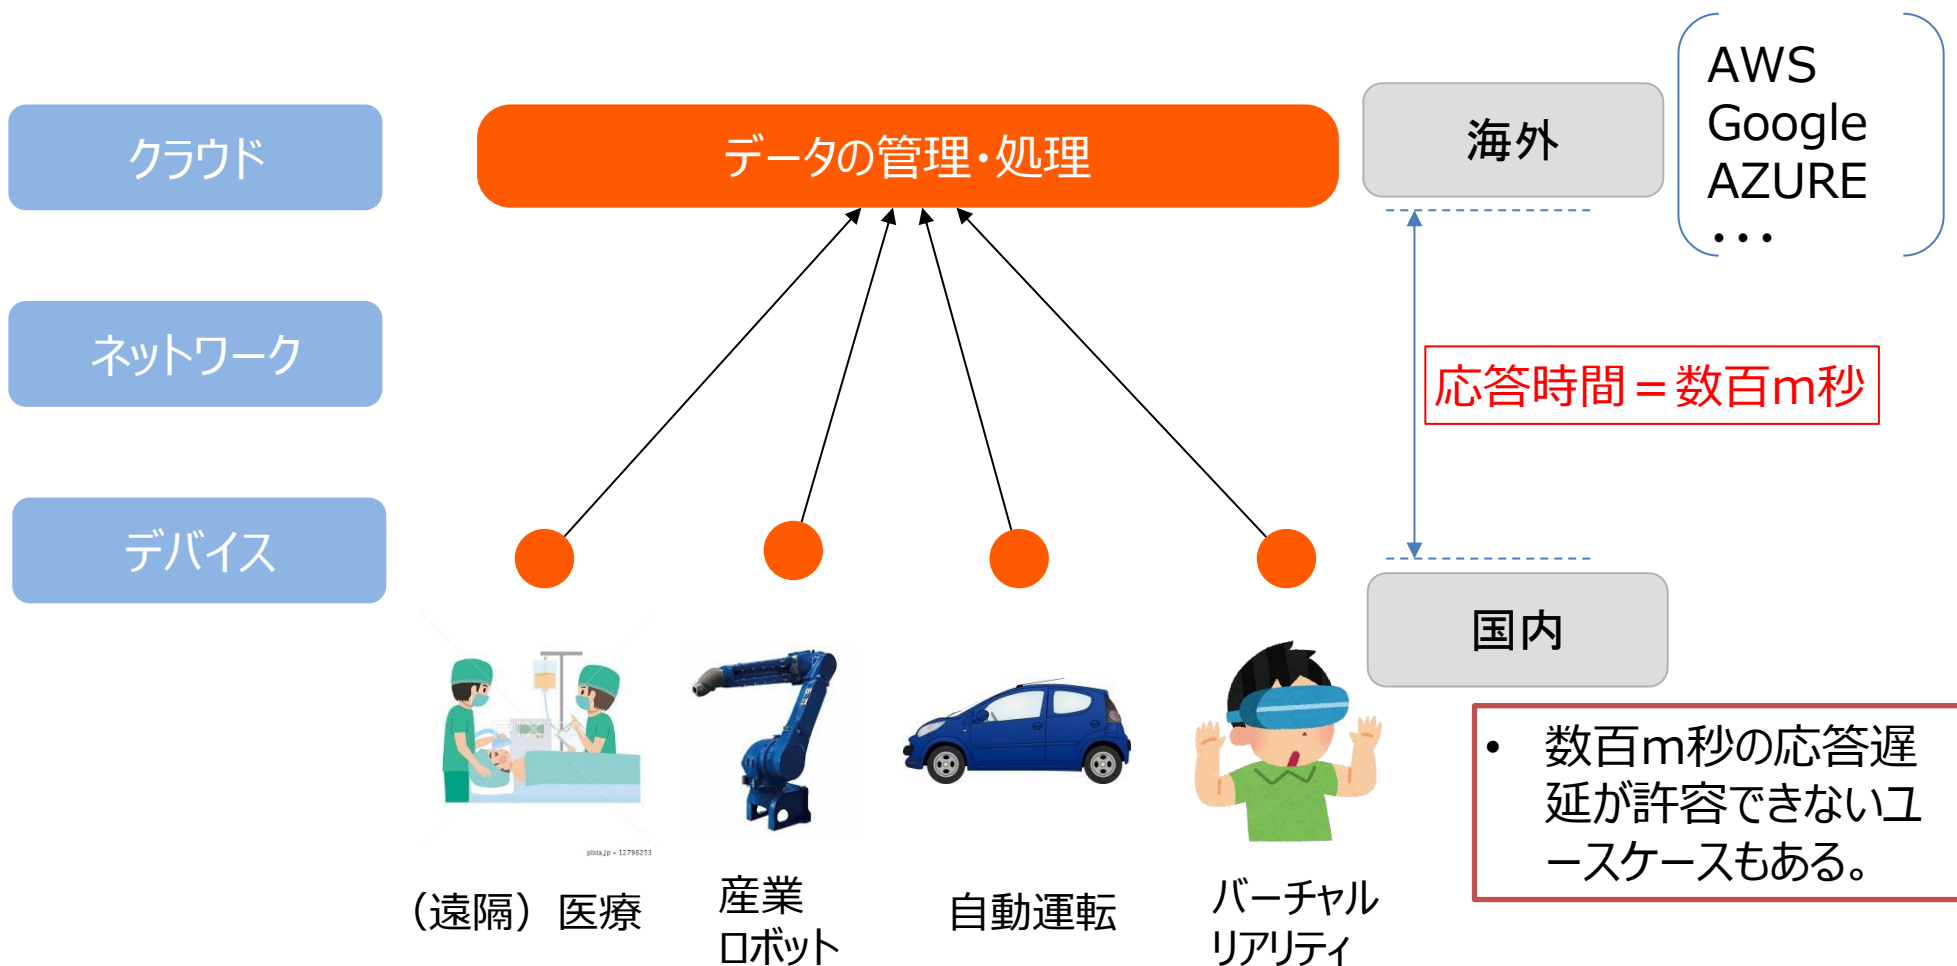 クラウド
データの管理・処理
海外
AWS
Google
AZURE
・・・
ネットワーク
応答時間=数百m秒
デバイス
国内
• 数百m秒の応答遅
延が許容できないユ
ースケースもある。
pixta.jp - 12796253
（遠隔）医療
産業
ロボット
自動運転
バーチャル
リアリティ